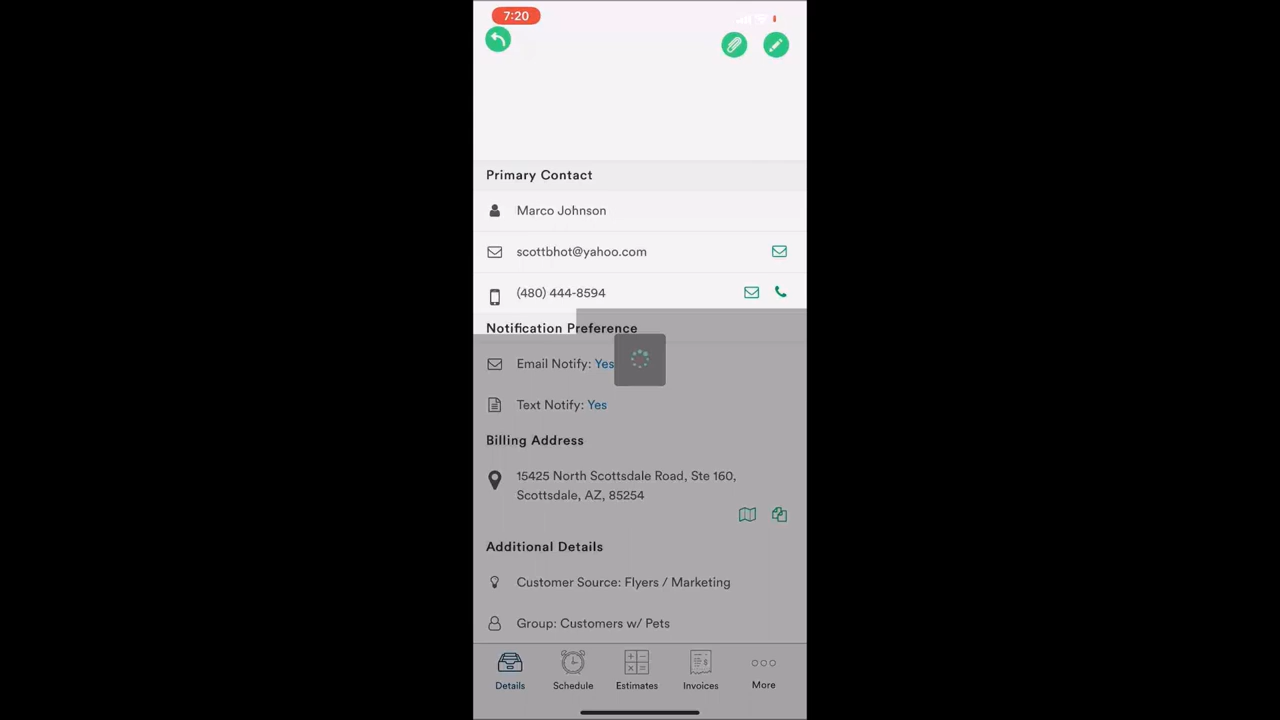 7:20
Primary Contact
Marco Johnson
scottbhot@yahoo.com
(480) 444-8594
Notification Preference
Email Notify: Yes
Text Notify: Yes
Billing Address
15425 North Scottsdale Road, Ste 160,
Scottsdale, AZ, 85254
Additional Details
Customer Source: Flyers / Marketing
Group: Customers w/ Pets
Details Schedule Estimates Invoices More